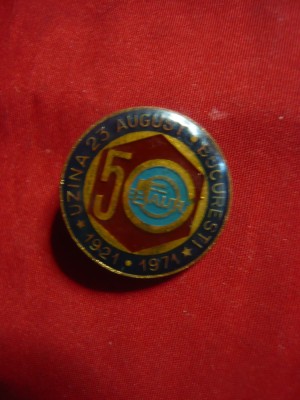 UZINA 23 AUGUST • BUCURESTI
50
★ 1921 • 1971 ★